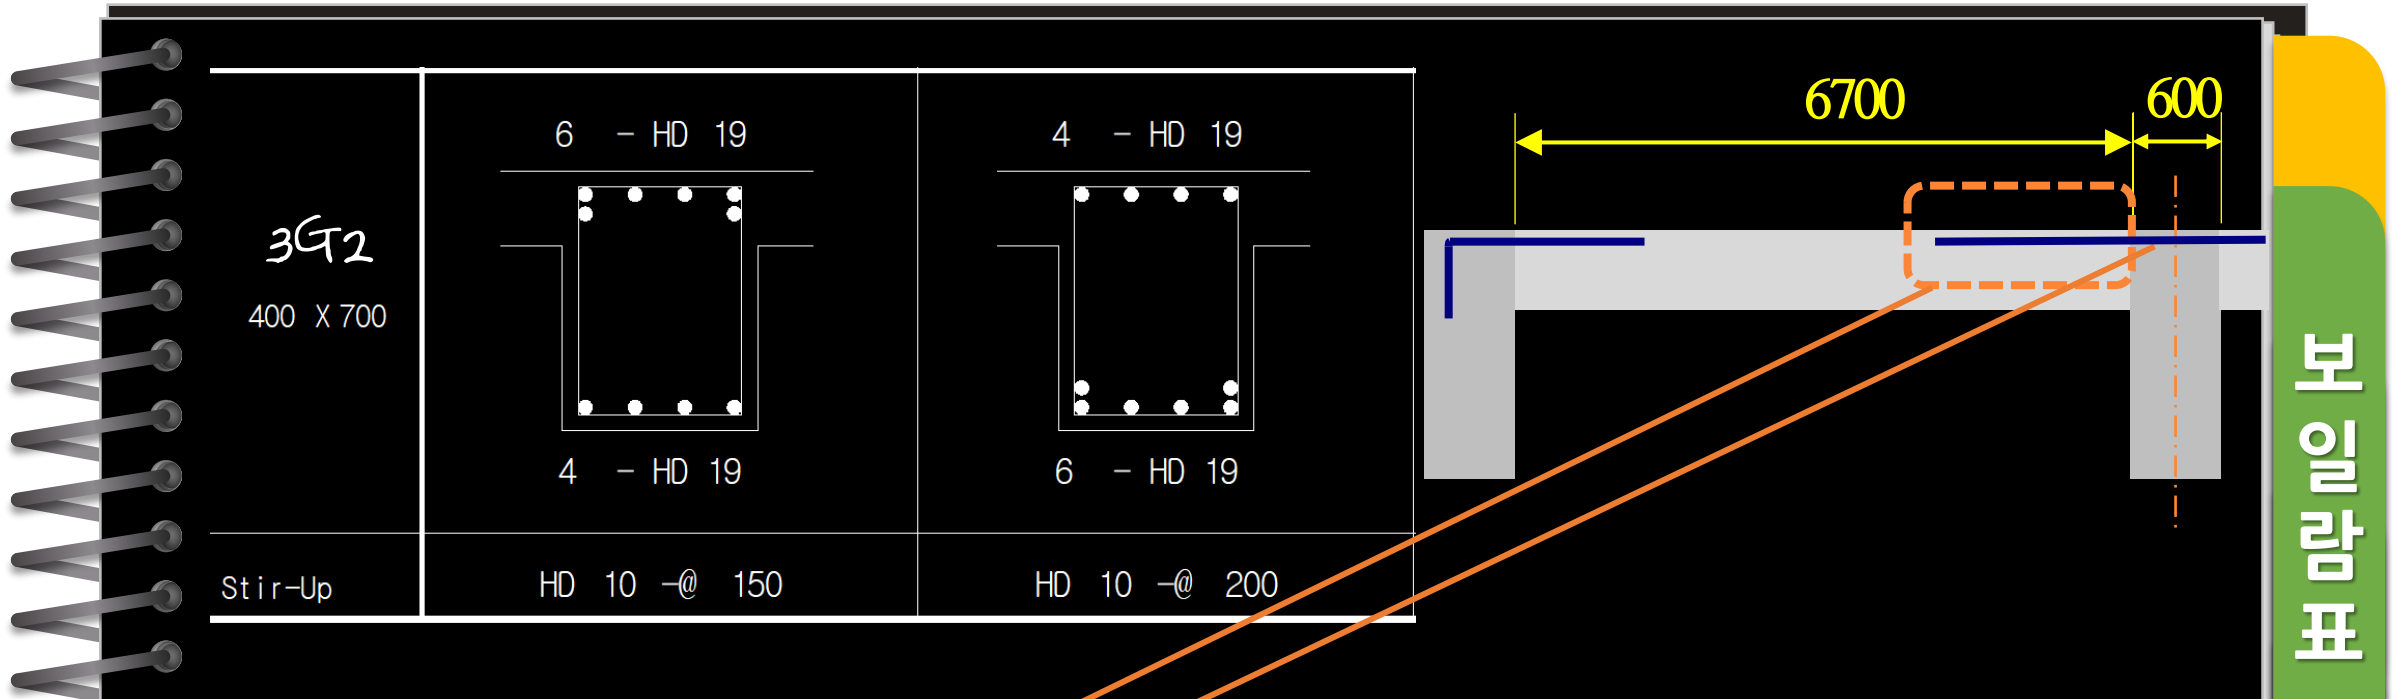 6 - HD 19
4 - HD 19
6700
600
3G2
400 X 700
4 - HD 19
6 - HD 19
Stir-Up
HD 10 -@ 150
HD 10 -@ 200
보일람표